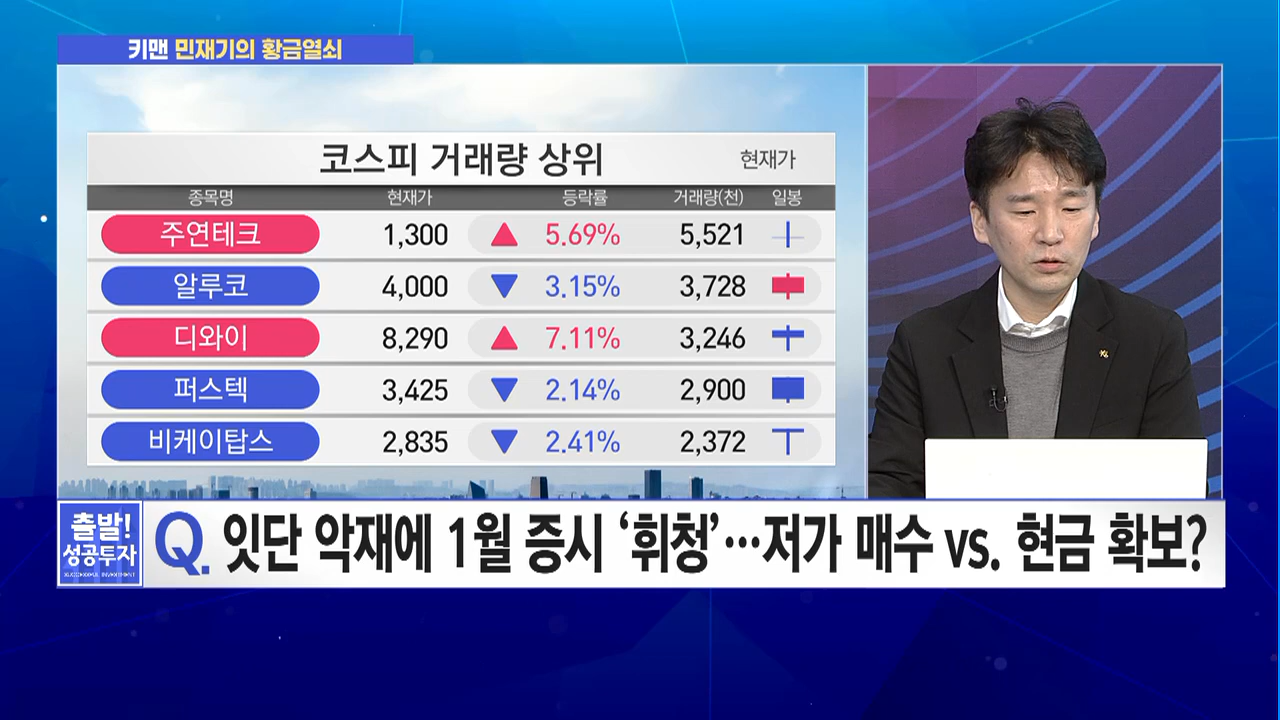 키맨 민재기의 황금열쇠
코스피 거래량 상위 현재가
종목명 현재가 등락률 거래량(천) 일봉
주연테크 1,300 ▲ 5.69% 5,521
알루코 4,000 ▼ 3.15% 3,728
디와이 8,290 ▲ 7.11% 3,246
퍼스텍 3,425 ▼ 2.14% 2,900
비케이탑스 2,835 ▼ 2.41% 2,372
출발!
성공투자
Q. 잇단 악재에 1월 증시 ‘휘청’…저가 매수 vs. 현금 확보?